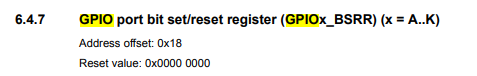 6.4.7 GPIO port bit set/reset register (GPIOx_BSRR) (x = A..K)
Address offset: 0x18
Reset value: 0x0000 0000